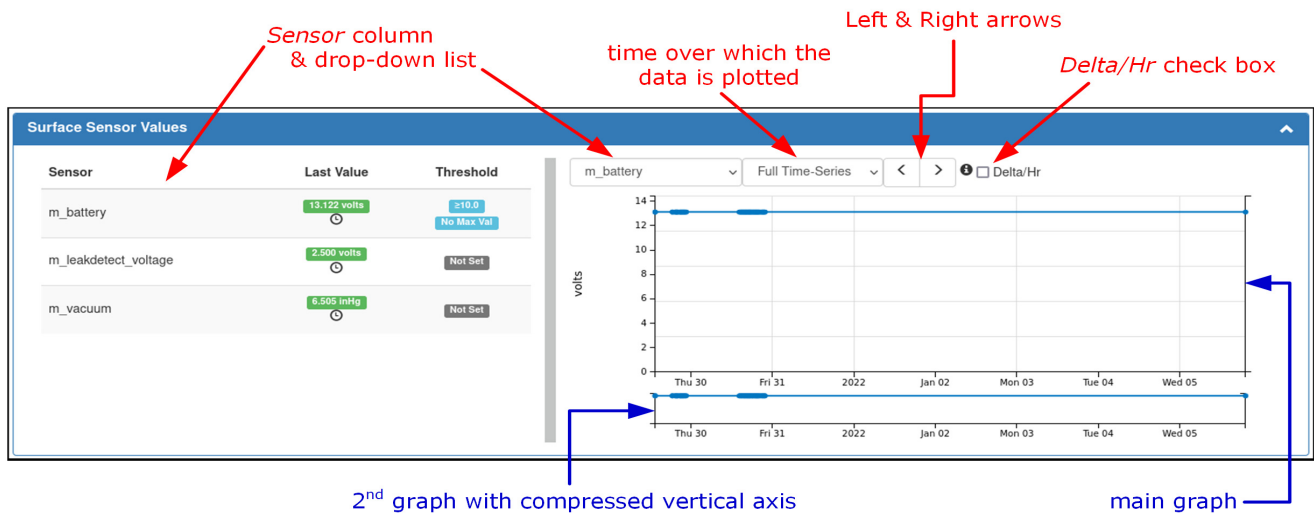 Left & Right arrows
Sensor column
& drop-down list
time over which the
data is plotted
Delta/Hr check box
Surface Sensor Values
Sensor Last Value Threshold
m_battery 13.122 volts ≥10.0
No Max Val
m_leakdetect_voltage 2.500 volts Not Set
m_vacuum 6.505 inHg Not Set
m_battery Full Time-Series < > Delta/Hr
volts
14
12
10
8
6
4
2
0
Thu 30 Fri 31 2022 Jan 02 Mon 03 Tue 04 Wed 05
Thu 30 Fri 31 2022 Jan 02 Mon 03 Tue 04 Wed 05
2nd graph with compressed vertical axis
main graph